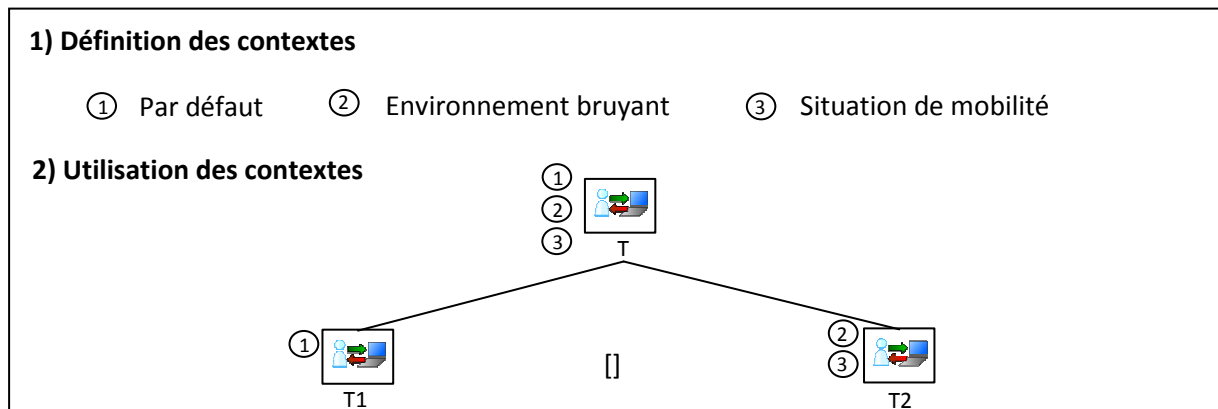 1) Définition des contextes
① Par défaut ② Environnement bruyant ③ Situation de mobilité
2) Utilisation des contextes
①
②
③
T
① [] ②
③
T1 T2